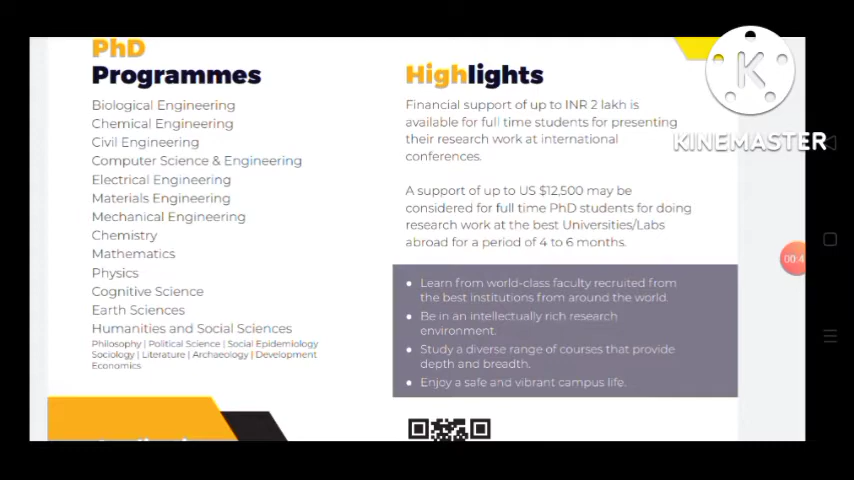 PhD
Programmes
Biological Engineering
Chemical Engineering
Civil Engineering
Computer Science & Engineering
Electrical Engineering
Materials Engineering
Mechanical Engineering
Chemistry
Mathematics
Physics
Cognitive Science
Earth Sciences
Humanities and Social Sciences
Philosophy | Political Science | Social Epidemiology
Sociology | Literature | Archaeology | Development
Economics
Highlights
Financial support of up to INR 2 lakh is
available for full time students for presenting
their research work at international
conferences.
A support of up to US $12,500 may be
considered for full time PhD students for doing
research work at the best Universities/Labs
abroad for a period of 4 to 6 months.
• Learn from world-class faculty recruited from
the best institutions from around the world.
• Be in an intellectually rich research
environment.
• Study a diverse range of courses that provide
depth and breadth.
• Enjoy a safe and vibrant campus life.
K
KINEMASTER